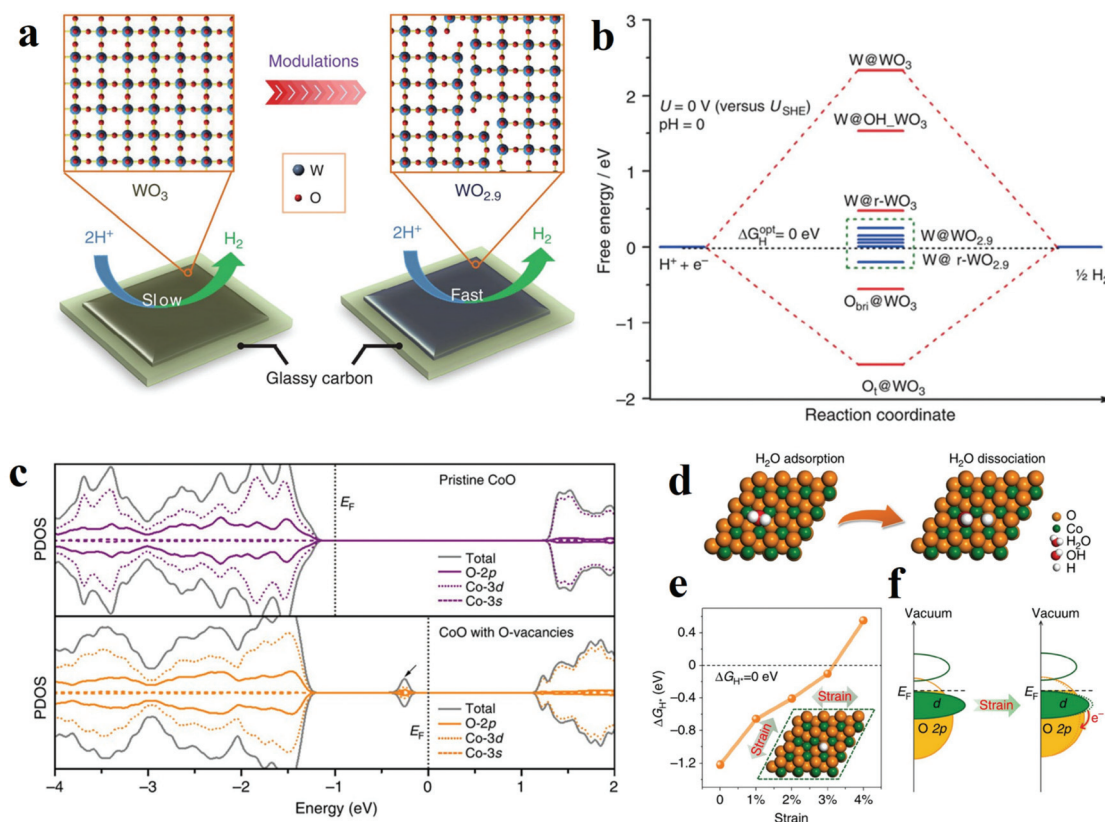 a
Modulations
W
O
WO3
WO2.9
2H+
H2
2H+
H2
Slow
Fast
Glassy carbon
b
3
2
1
0
−1
−2
Free energy / eV
U = 0 V (versus USHE)
pH = 0
W@WO3
W@OH_WO3
W@r-WO3
ΔGHopt = 0 eV
W@WO2.9
H+ + e−
W@ r-WO2.9
½ H2
Obri@WO3
Ot@WO3
Reaction coordinate
c
PDOS
Pristine CoO
EF
Total
O-2p
Co-3d
Co-3s
PDOS
CoO with O-vacancies
Total
O-2p
Co-3d
Co-3s
EF
−4
−3
−2
−1
0
1
2
Energy (eV)
d
H2O adsorption
H2O dissociation
O
Co
H2O
OH
H
e
ΔGH* (eV)
0.4
0
−0.4
−0.8
−1.2
ΔGH*=0 eV
Strain
Strain
0
1%
2%
3%
4%
Strain
f
Vacuum
Vacuum
EF
d
O 2p
Strain
EF
d
O 2p
e−